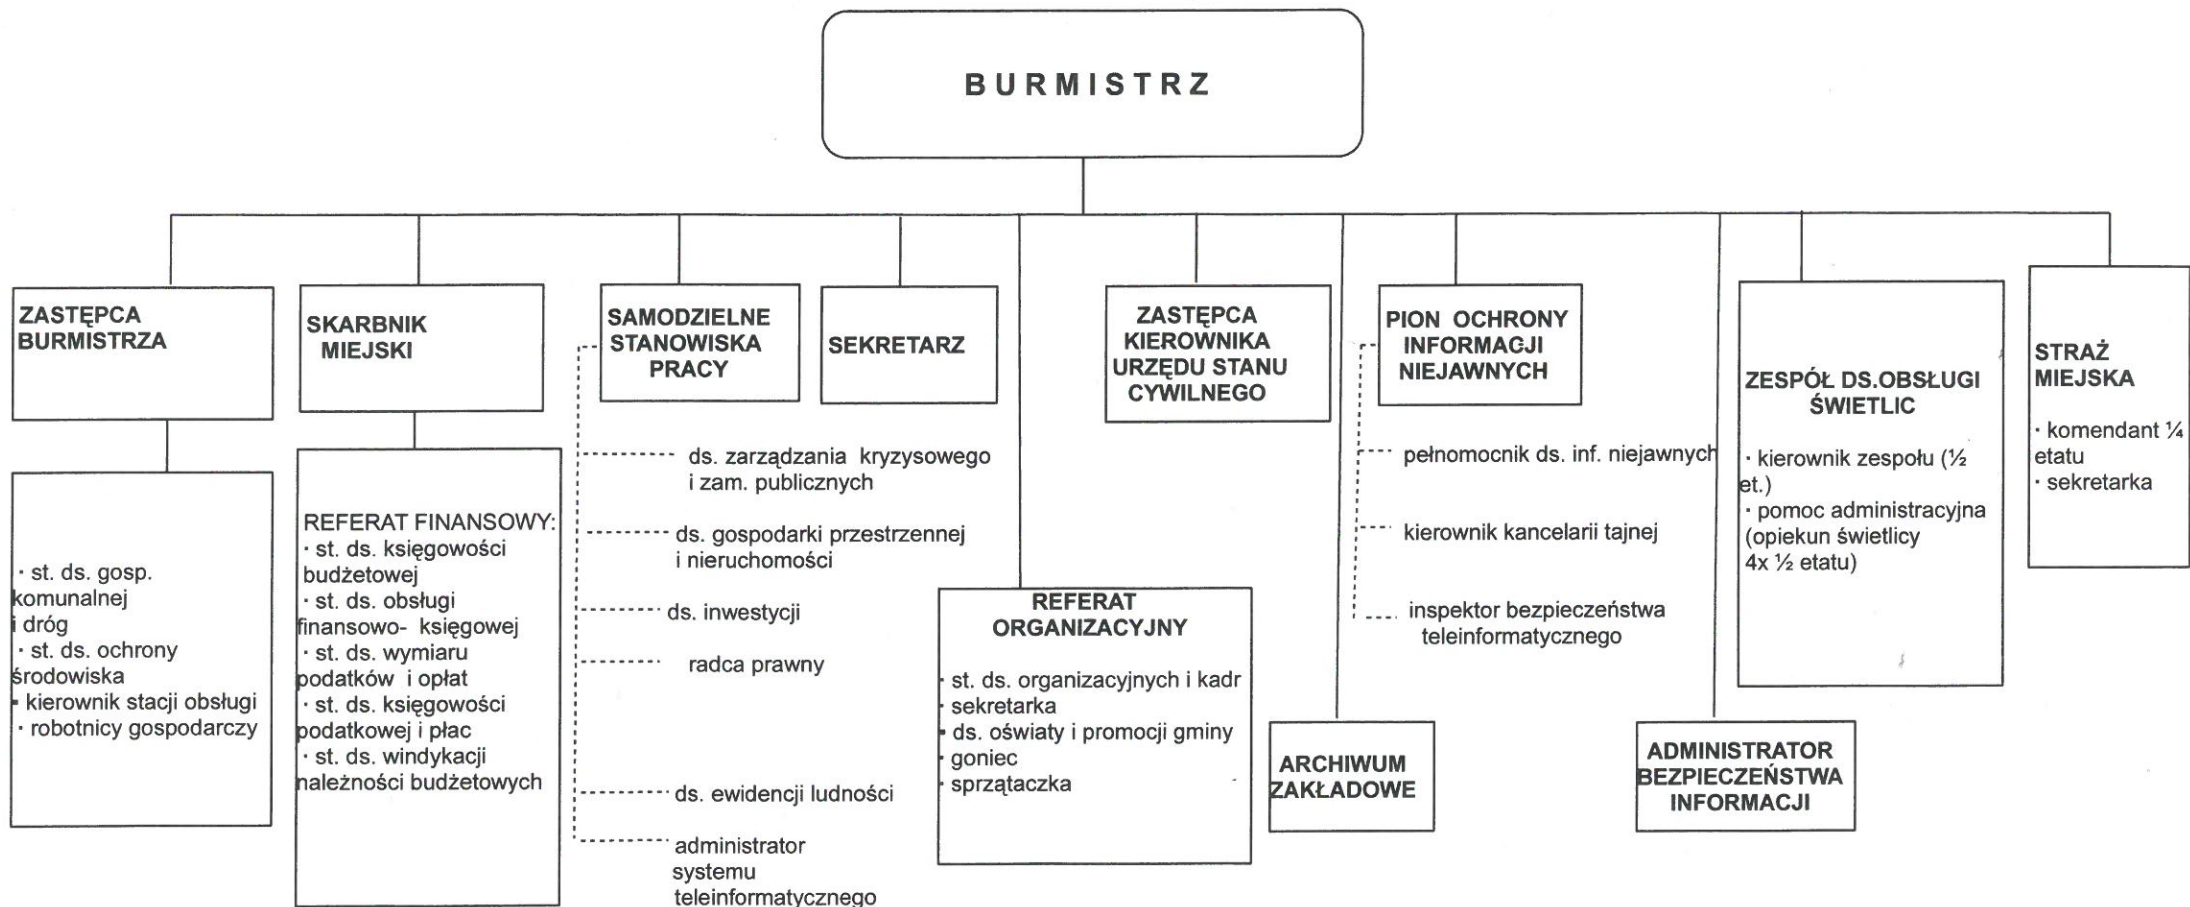 BURMISTRZ
ZASTĘPCA
BURMISTRZA
· st. ds. gosp.
komunalnej
i dróg
· st. ds. ochrony
środowiska
· kierownik stacji obsługi
· robotnicy gospodarczy
SKARBNIK
MIEJSKI
REFERAT FINANSOWY:
· st. ds. księgowości
budżetowej
· st. ds. obsługi
finansowo- księgowej
· st. ds. wymiaru
podatków i opłat
· st. ds. księgowości
podatkowej i płac
· st. ds. windykacji
należności budżetowych
SAMODZIELNE
STANOWISKA
PRACY
ds. zarządzania kryzysowego
i zam. publicznych
ds. gospodarki przestrzennej
i nieruchomości
ds. inwestycji
radca prawny
ds. ewidencji ludności
administrator
systemu
teleinformatycznego
SEKRETARZ
REFERAT
ORGANIZACYJNY
· st. ds. organizacyjnych i kadr
· sekretarka
· ds. oświaty i promocji gminy
· goniec
· sprzątaczka
ZASTĘPCA
KIEROWNIKA
URZĘDU STANU
CYWILNEGO
ARCHIWUM
ZAKŁADOWE
PION OCHRONY
INFORMACJI
NIEJAWNYCH
pełnomocnik ds. inf. niejawnych
kierownik kancelarii tajnej
inspektor bezpieczeństwa
teleinformatycznego
ADMINISTRATOR
BEZPIECZEŃSTWA
INFORMACJI
ZESPÓŁ DS.OBSŁUGI
ŚWIETLIC
· kierownik zespołu (½
et.)
· pomoc administracyjna
(opiekun świetlicy
4x ½ etatu)
STRAŻ
MIEJSKA
· komendant ¼
etatu
· sekretarka